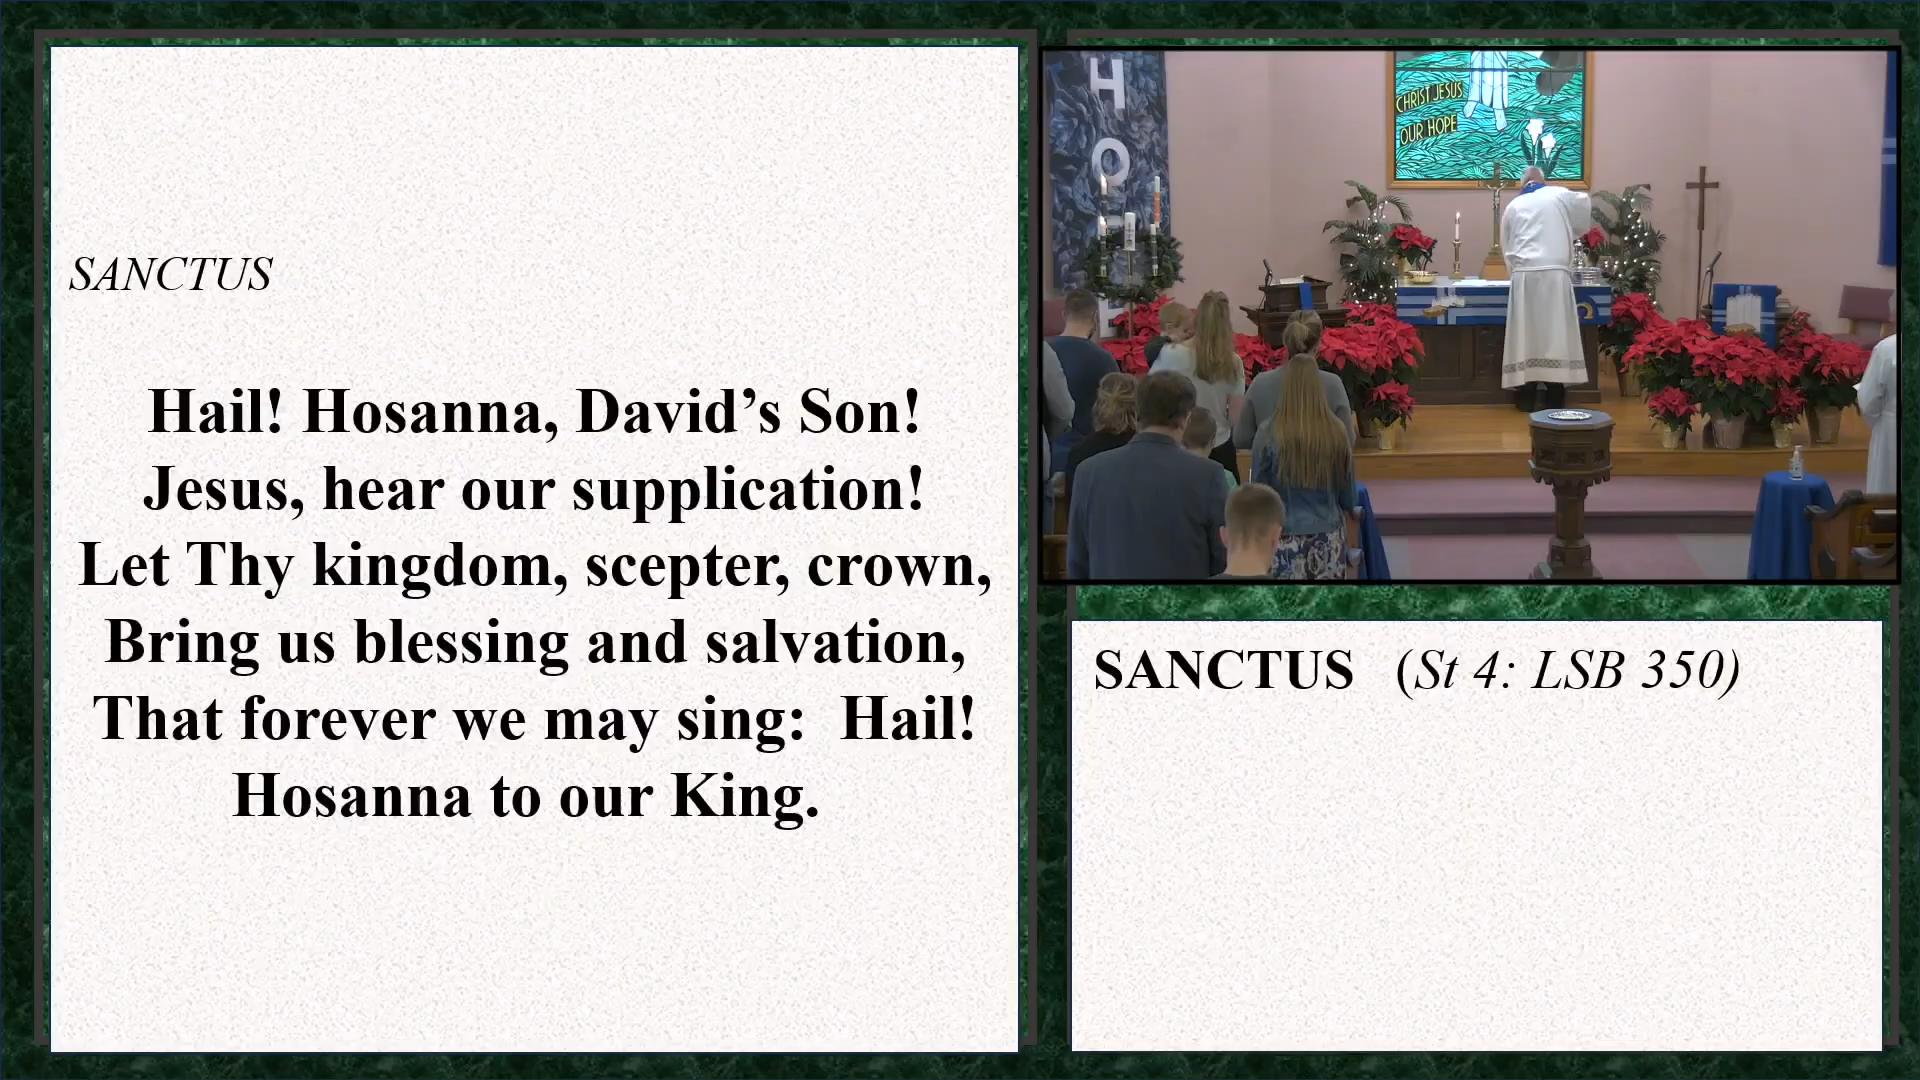 SANCTUS
Hail! Hosanna, David’s Son!
Jesus, hear our supplication!
Let Thy kingdom, scepter, crown,
Bring us blessing and salvation,
That forever we may sing:  Hail!
Hosanna to our King.
H
O
CHRIST JESUS
OUR HOPE
SANCTUS (St 4: LSB 350)